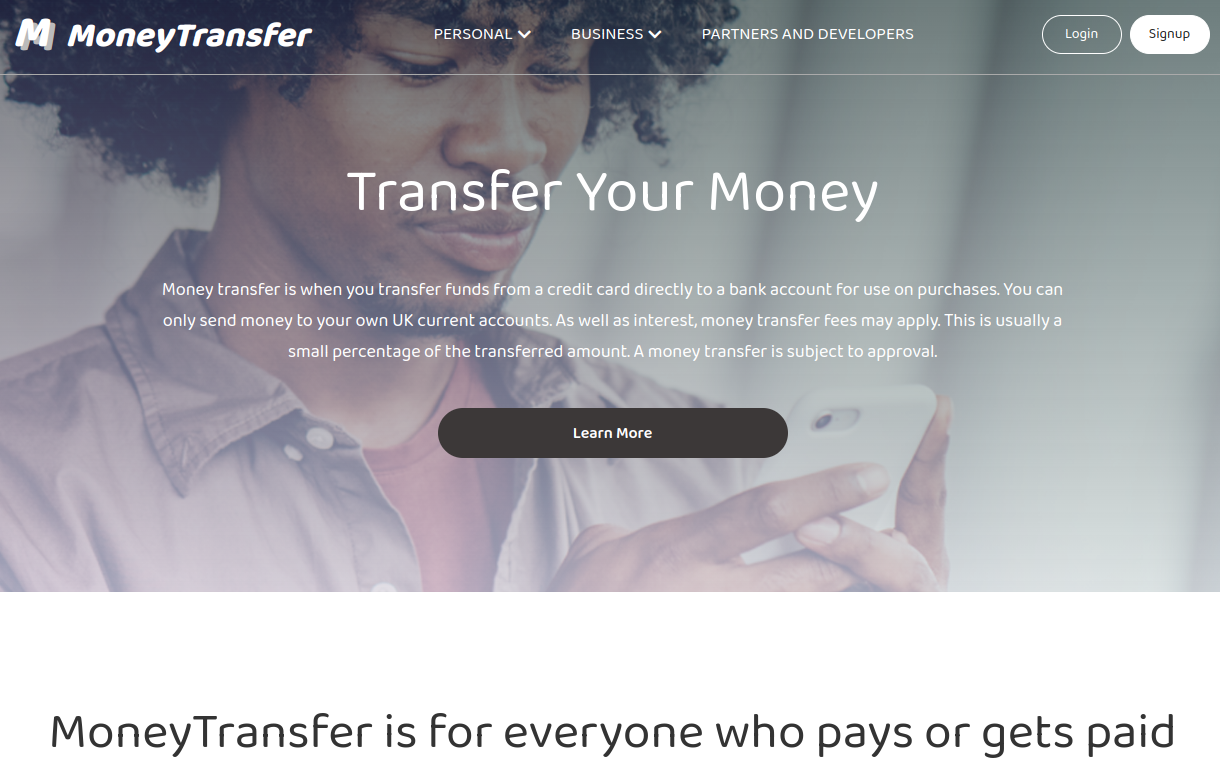 M MoneyTransfer
PERSONAL BUSINESS PARTNERS AND DEVELOPERS
Login Signup
Transfer Your Money
Money transfer is when you transfer funds from a credit card directly to a bank account for use on purchases. You can
only send money to your own UK current accounts. As well as interest, money transfer fees may apply. This is usually a
small percentage of the transferred amount. A money transfer is subject to approval.
Learn More
MoneyTransfer is for everyone who pays or gets paid